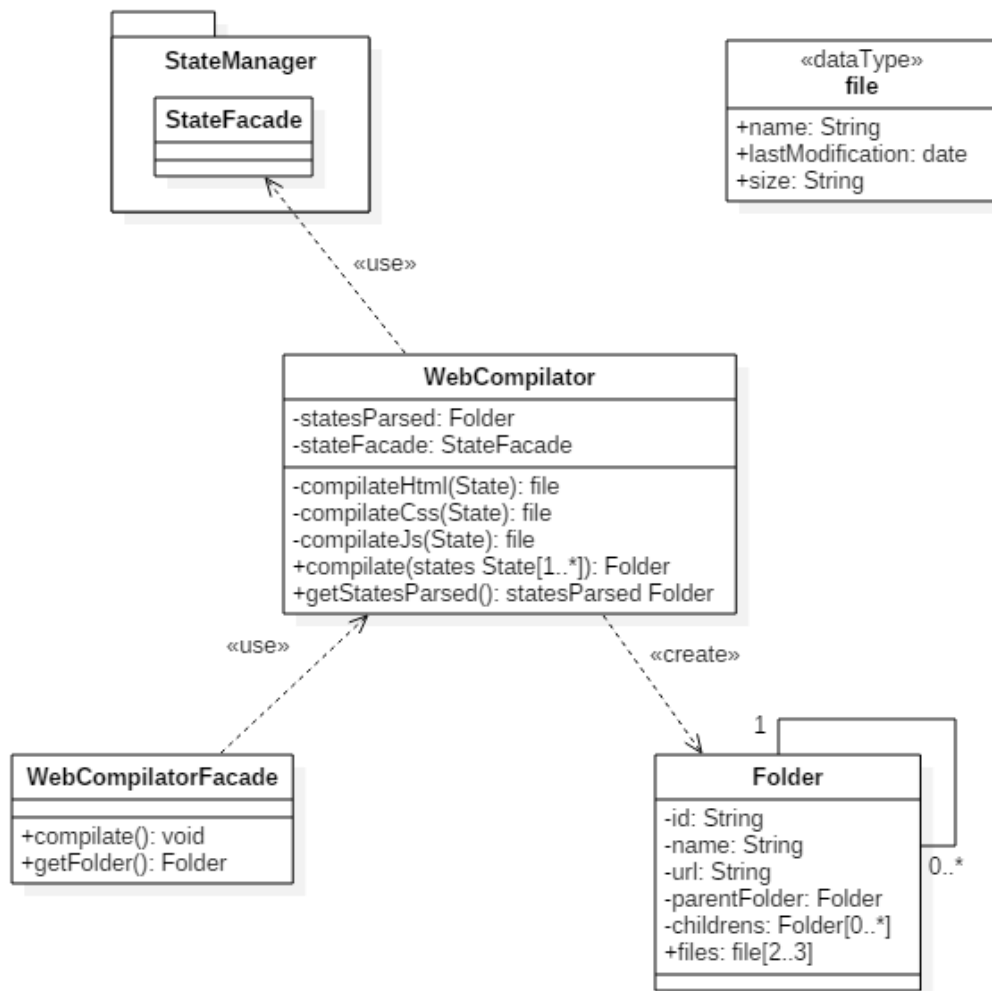 StateManager
StateFacade
«dataType»
file
+name: String
+lastModification: date
+size: String
«use»
WebCompilator
-statesParsed: Folder
-stateFacade: StateFacade
-compilateHtml(State): file
-compilateCss(State): file
-compilateJs(State): file
+compilate(states State[1..*]): Folder
+getStatesParsed(): statesParsed Folder
«use»
«create»
WebCompilatorFacade
+compilate(): void
+getFolder(): Folder
1
Folder
-id: String
-name: String
-url: String
-parentFolder: Folder
-childrens: Folder[0..*]
+files: file[2..3]
0..*